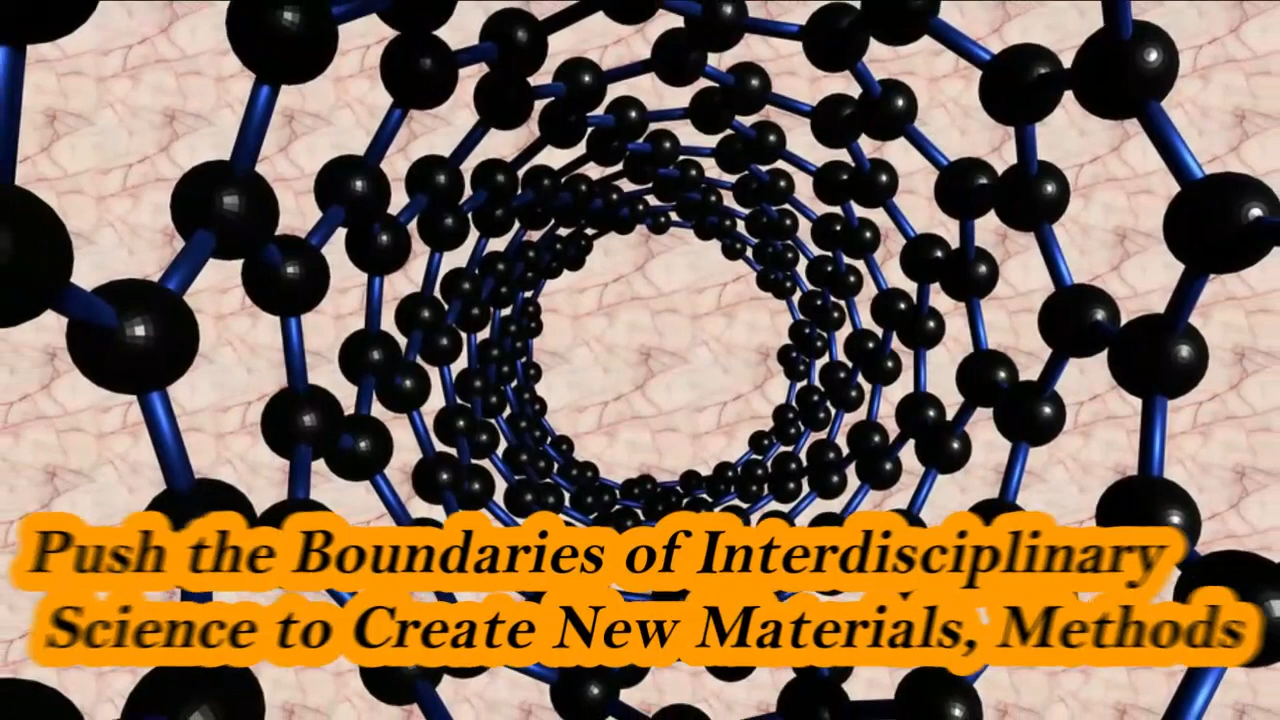 Push the Boundaries of Interdisciplinary
Science to Create New Materials, Methods